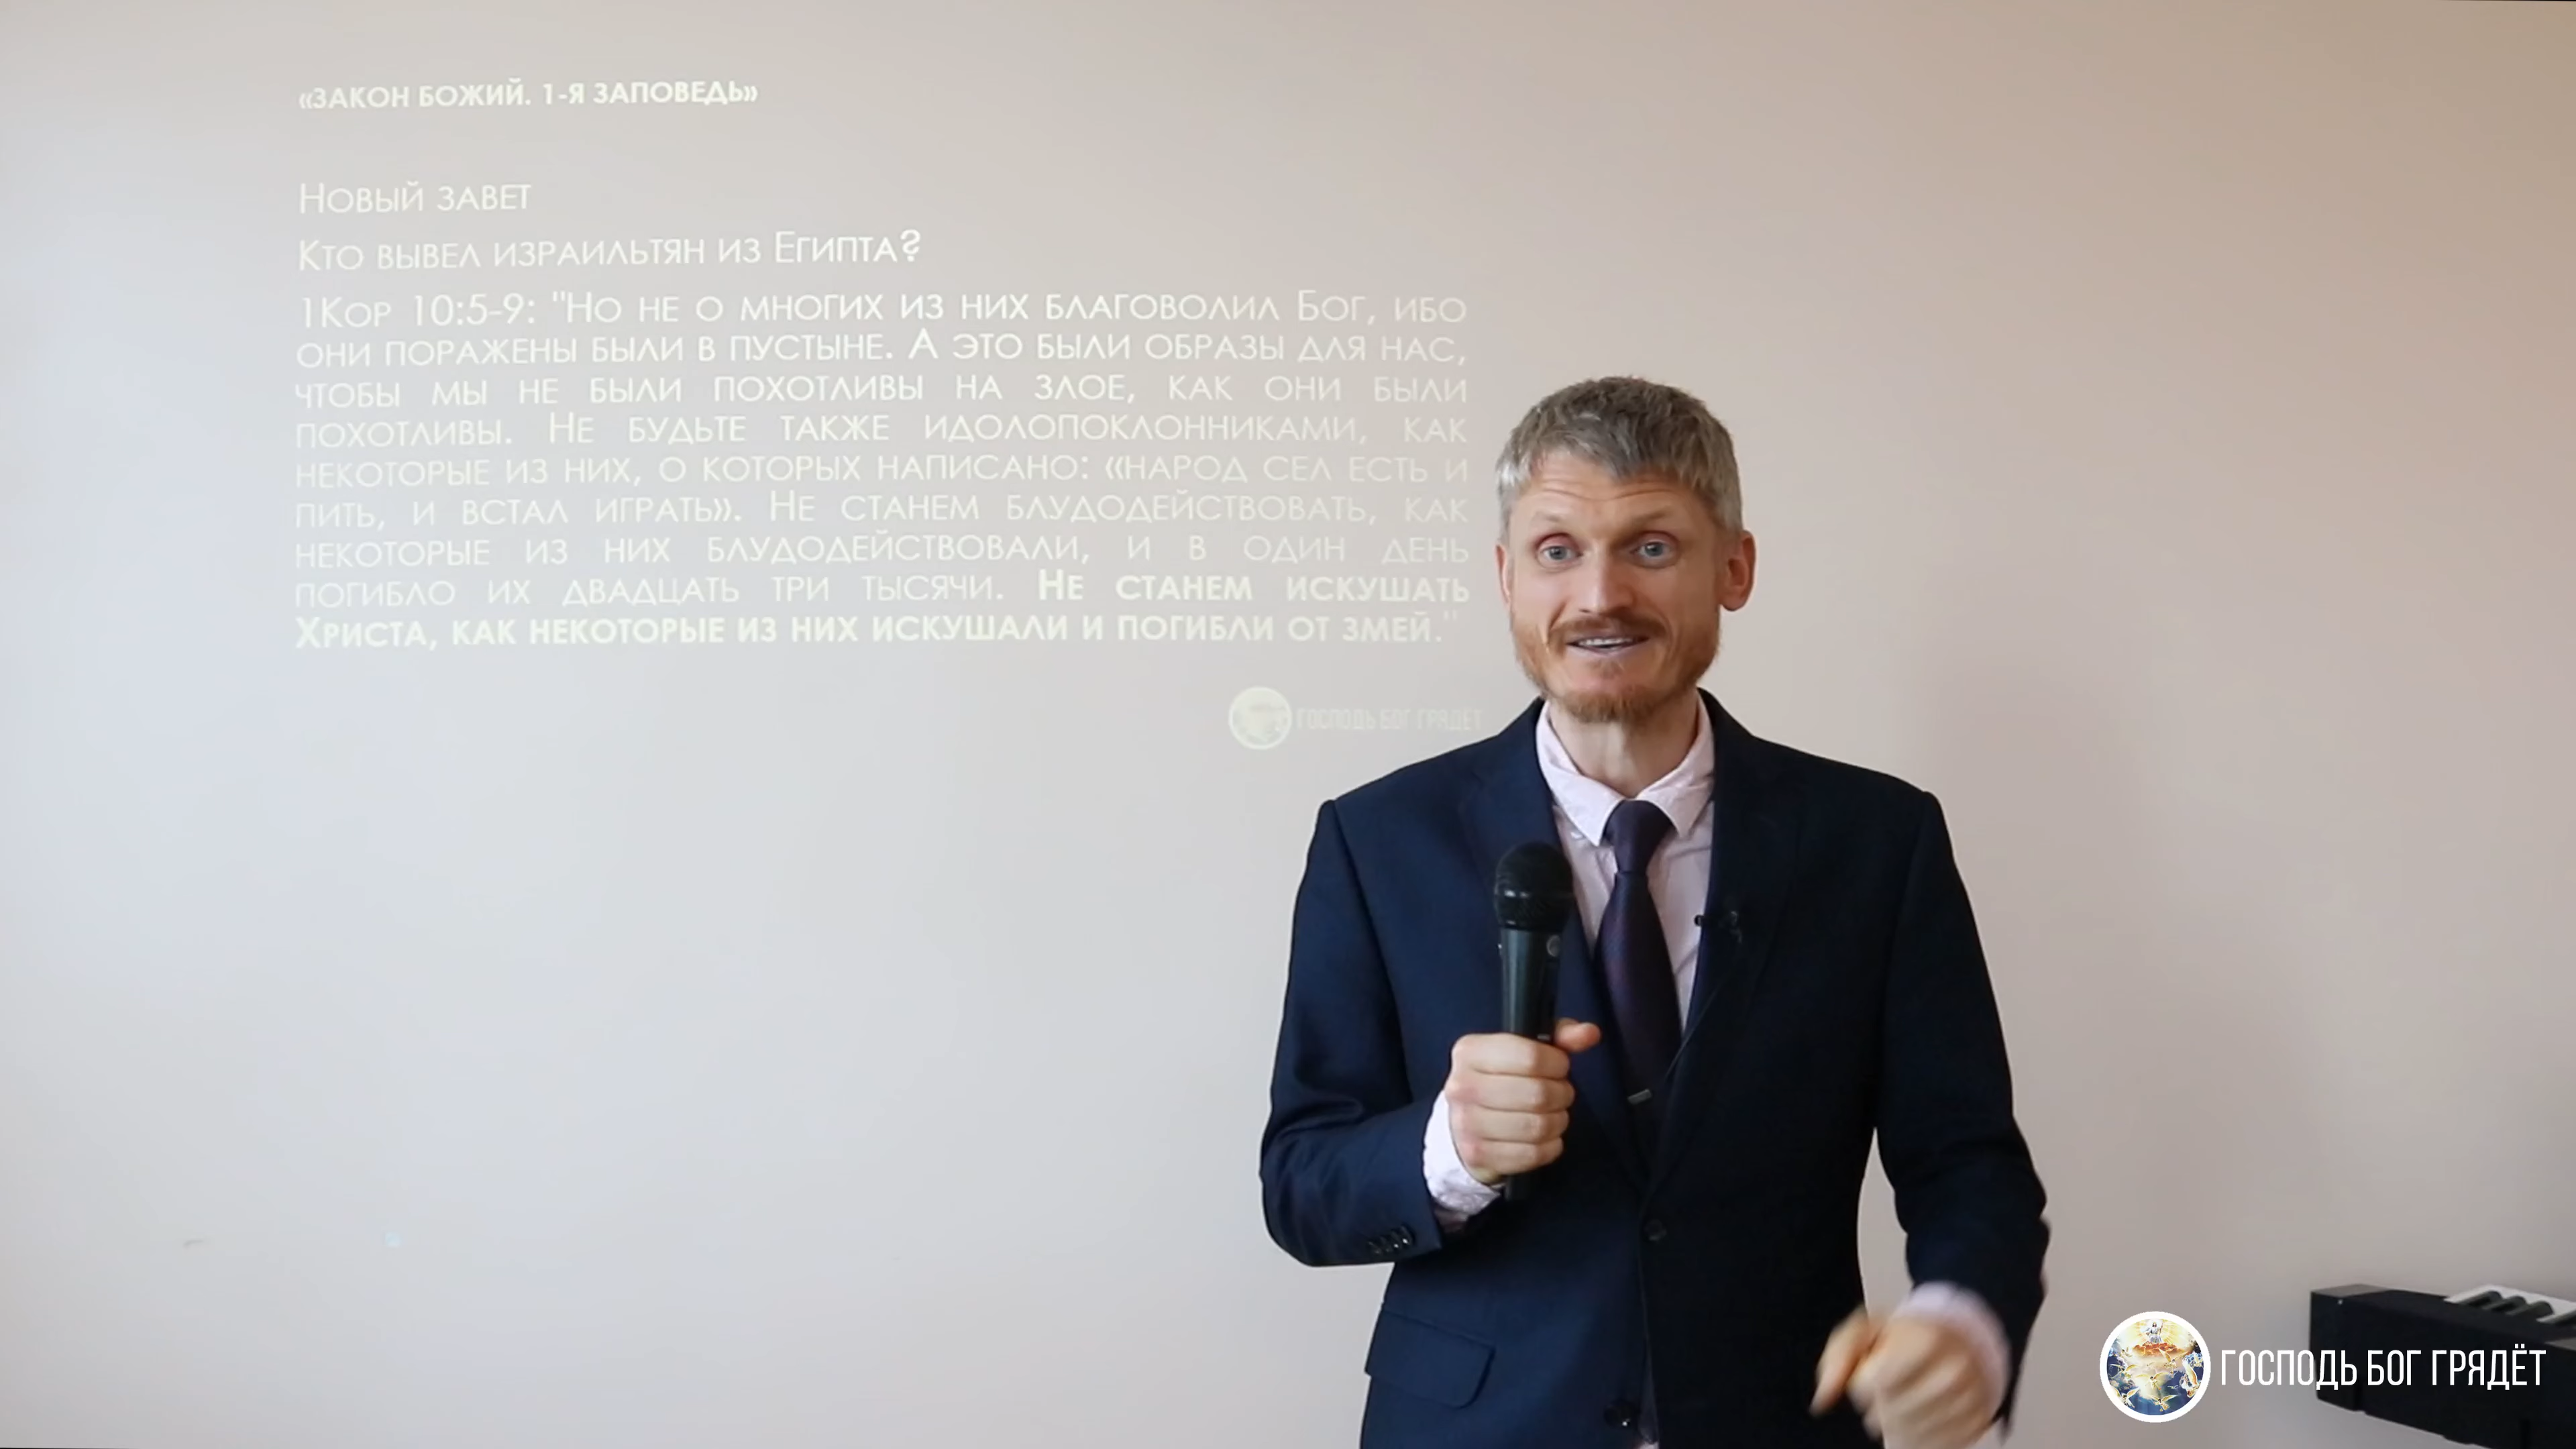 «ЗАКОН БОЖИЙ. 1-Я ЗАПОВЕДЬ»
НОВЫЙ ЗАВЕТ
КТО ВЫВЕЛ ИЗРАИЛЬТЯН ИЗ ЕГИПТА?
1КОР 10:5-9: "НО НЕ О МНОГИХ ИЗ НИХ БЛАГОВОЛИЛ БОГ, ИБО
ОНИ ПОРАЖЕНЫ БЫЛИ В ПУСТЫНЕ. А ЭТО БЫЛИ ОБРАЗЫ ДЛЯ НАС,
ЧТОБЫ МЫ НЕ БЫЛИ ПОХОТЛИВЫ НА ЗЛОЕ, КАК ОНИ БЫЛИ
ПОХОТЛИВЫ. НЕ БУДЬТЕ ТАКЖЕ ИДОЛОПОКЛОННИКАМИ, КАК
НЕКОТОРЫЕ ИЗ НИХ, О КОТОРЫХ НАПИСАНО: «НАРОД СЕЛ ЕСТЬ И
ПИТЬ, И ВСТАЛ ИГРАТЬ». НЕ СТАНЕМ БЛУДОДЕЙСТВОВАТЬ, КАК
НЕКОТОРЫЕ ИЗ НИХ БЛУДОДЕЙСТВОВАЛИ, И В ОДИН ДЕНЬ
ПОГИБЛО ИХ ДВАДЦАТЬ ТРИ ТЫСЯЧИ. НЕ СТАНЕМ ИСКУШАТЬ
ХРИСТА, КАК НЕКОТОРЫЕ ИЗ НИХ ИСКУШАЛИ И ПОГИБЛИ ОТ ЗМЕЙ."
ГОСПОДЬ БОГ ГРЯДЁТ
ГОСПОДЬ БОГ ГРЯДЁТ